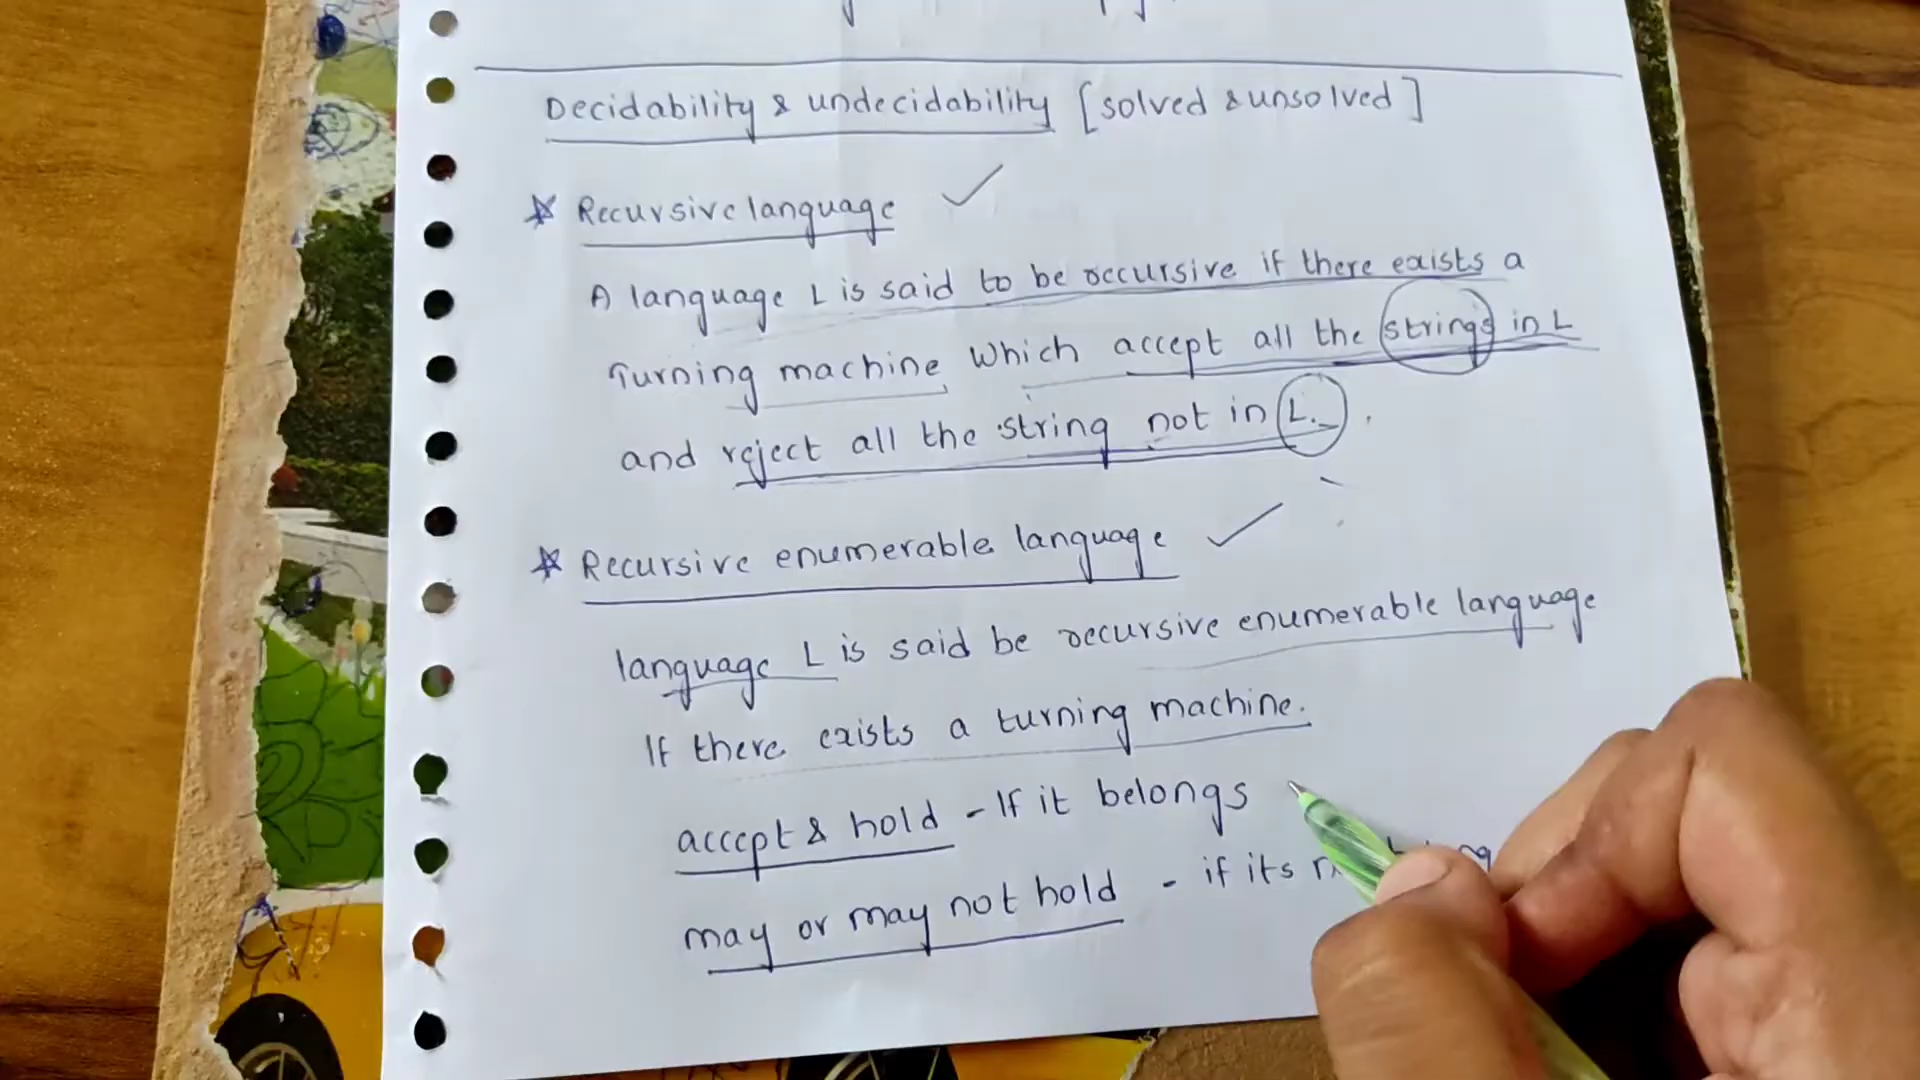 Decidability & undecidability [solved & unsolved]
Recursive language
A language L is said to be recursive if there exists a
Turning machine which accept all the strings in L
and reject all the string not in L.
Recursive enumerable language
language L is said be recursive enumerable language
If there exists a turning machine.
accept & hold - If it belongs
may or may not hold - if its